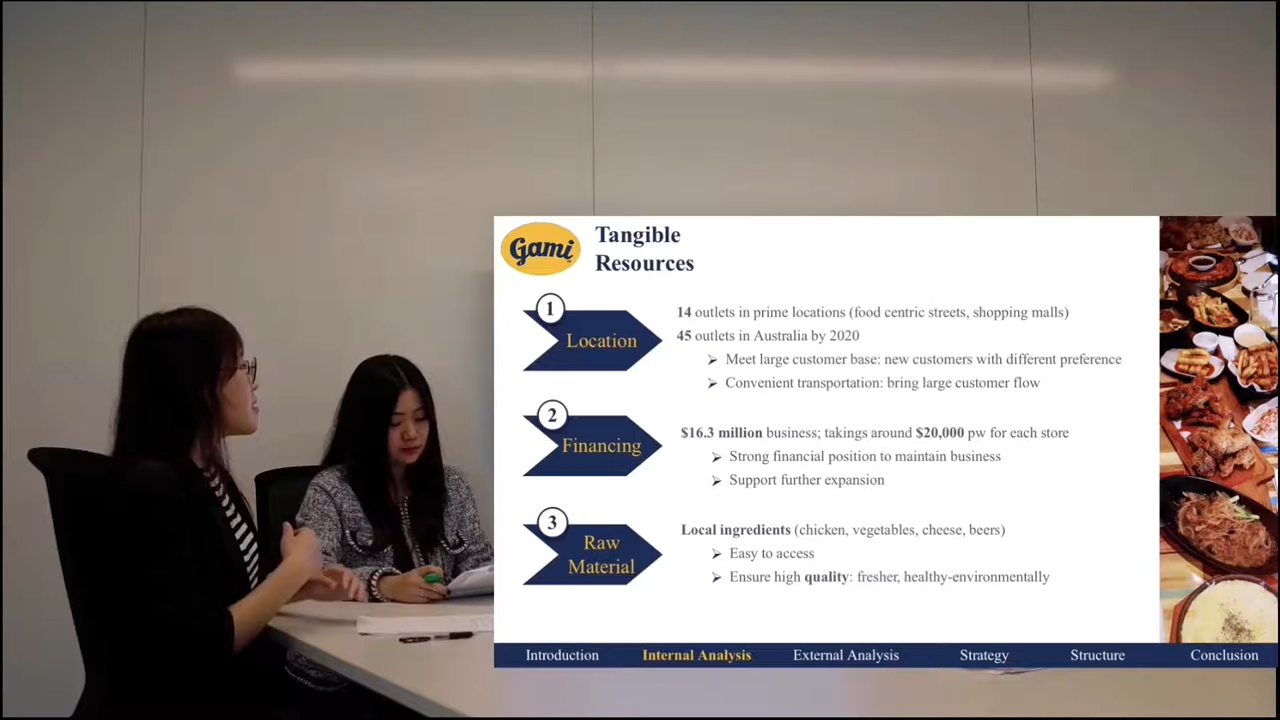 Gami
Tangible
Resources
1
Location
14 outlets in prime locations (food centric streets, shopping malls)
45 outlets in Australia by 2020
Meet large customer base: new customers with different preference
Convenient transportation: bring large customer flow
2
Financing
$16.3 million business; takings around $20,000 pw for each store
Strong financial position to maintain business
Support further expansion
3
Raw
Material
Local ingredients (chicken, vegetables, cheese, beers)
Easy to access
Ensure high quality: fresher, healthy-environmentally
Introduction Internal Analysis External Analysis Strategy Structure Conclusion